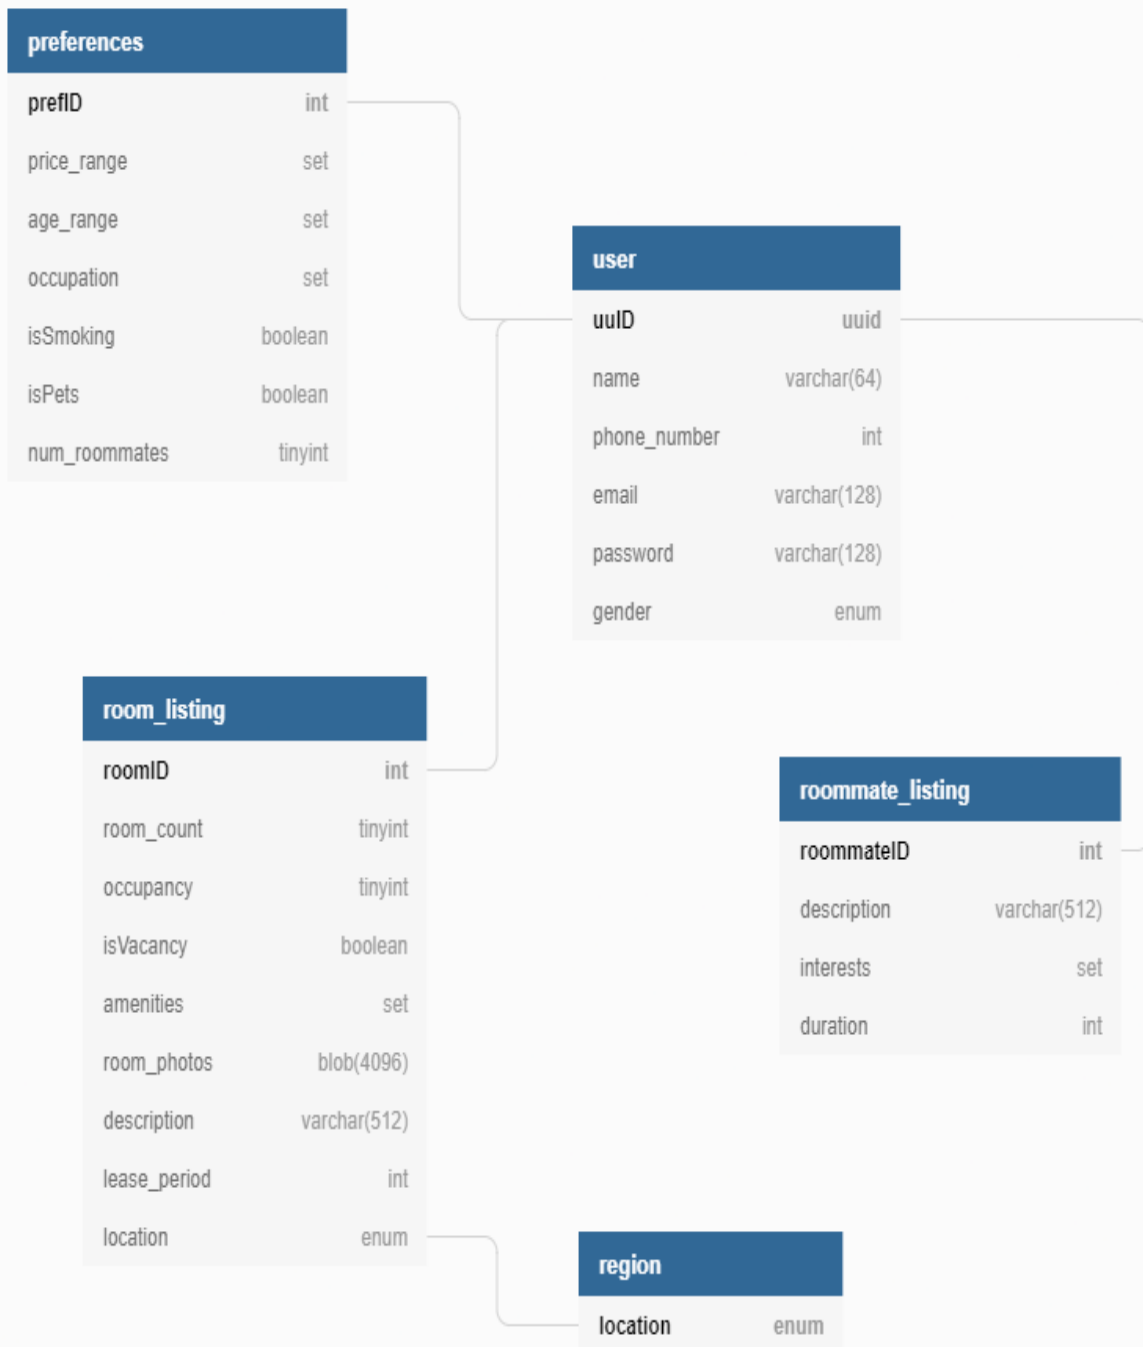 preferences
prefID int
price_range set
age_range set
occupation set
isSmoking boolean
isPets boolean
num_roommates tinyint
user
uuID uuid
name varchar(64)
phone_number int
email varchar(128)
password varchar(128)
gender enum
room_listing
roomID int
room_count tinyint
occupancy tinyint
isVacancy boolean
amenities set
room_photos blob(4096)
description varchar(512)
lease_period int
location enum
roommate_listing
roommateID int
description varchar(512)
interests set
duration int
region
location enum